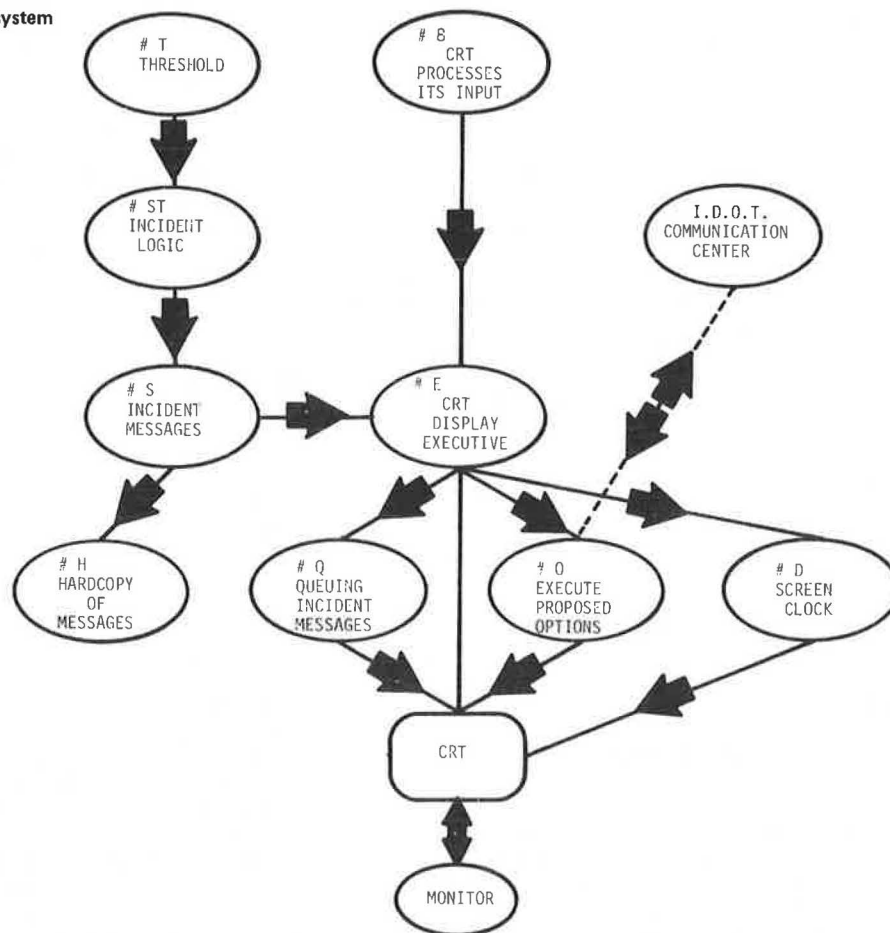 ystem
# T
THRESHOLD
# 8
CRT
PROCESSES
ITS INPUT
# ST
INCIDENT
LOGIC
I.D.O.T.
COMMUNICATION
CENTER
# S
INCIDENT
MESSAGES
# E
CRT
DISPLAY
EXECUTIVE
# H
HARDCOPY
OF
MESSAGES
# Q
QUEUING
INCIDENT
MESSAGES
# O
EXECUTE
PROPOSED
OPTIONS
# D
SCREEN
CLOCK
CRT
MONITOR